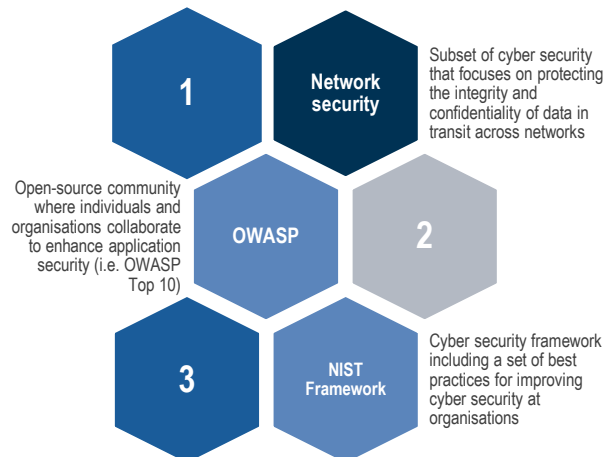 1
Network
security
Subset of cyber security
that focuses on protecting
the integrity and
confidentiality of data in
transit across networks
Open-source community
where individuals and
organisations collaborate
to enhance application
security (i.e. OWASP
Top 10)
OWASP
2
3
NIST
Framework
Cyber security framework
including a set of best
practices for improving
cyber security at
organisations